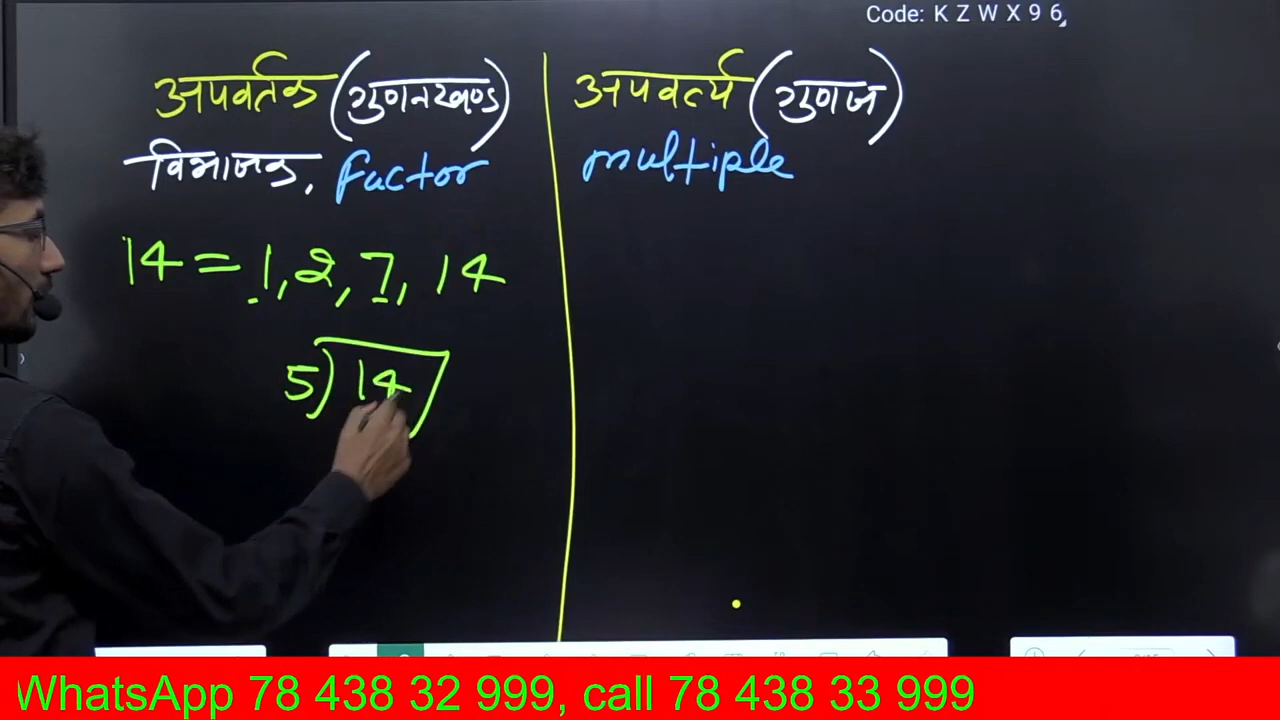 Code: K Z W X 9 6
अपवर्तक (गुणनखण्ड)
विभाजक, factor
14 = 1, 2, 7, 14
5) 14
अपवर्त्य (गुणज)
multiple
WhatsApp 78 438 32 999, call 78 438 33 999